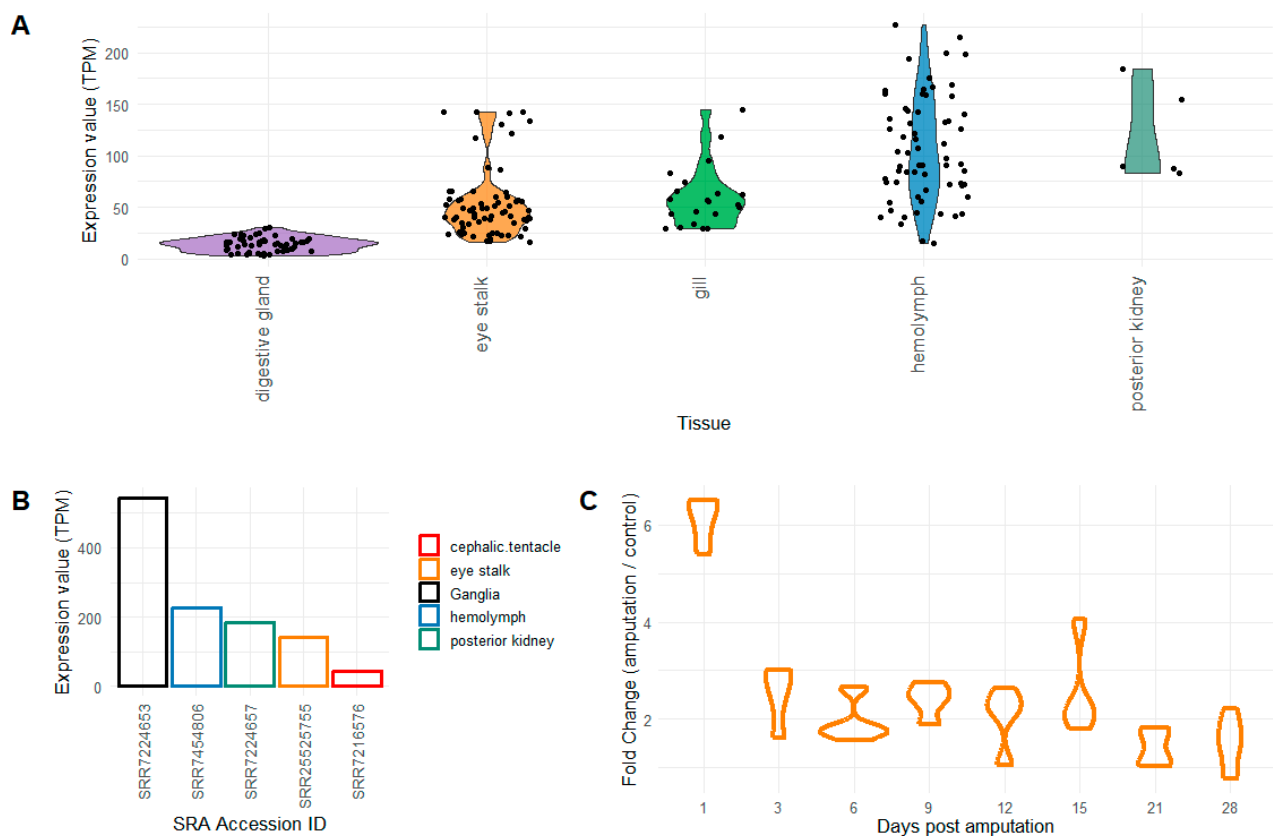 A
Expression value (TPM)
200
150
100
50
0
digestive gland
eye stalk
gill
hemolymph
posterior kidney
Tissue
B
Expression value (TPM)
400
200
0
SRR7224653
SRR7454806
SRR7224657
SRR25525755
SRR7216576
SRA Accession ID
cephalic.tentacle
eye stalk
Ganglia
hemolymph
posterior kidney
C
Fold Change (amputation / control)
6
4
2
1
3
6
9
12
15
21
28
Days post amputation